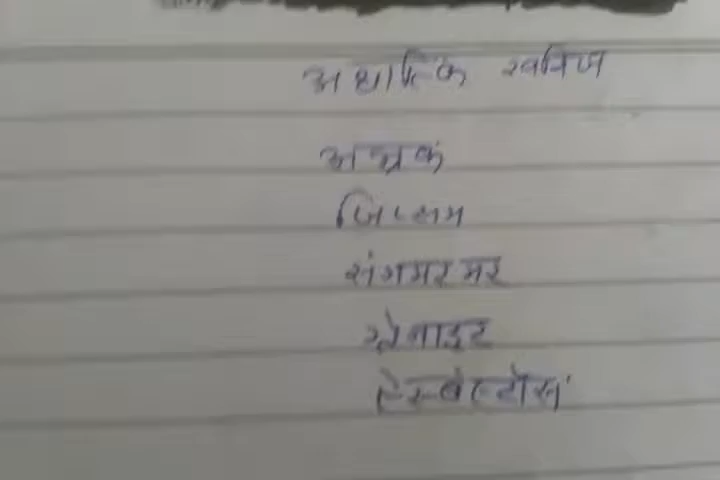 अधात्विक खनिज
अभ्रक
जिप्सम
संगमरमर
ग्रेनाइट
ऐस्बेस्टॉस